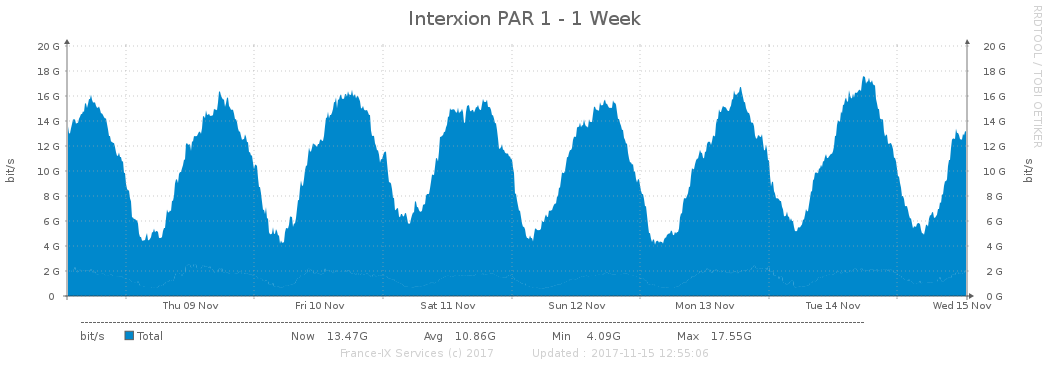 Interxion PAR 1 - 1 Week
RRDTOOL / TOBI OETIKER
20 G 20 G
18 G 18 G
16 G 16 G
14 G 14 G
12 G 12 G
10 G 10 G
8 G 8 G
6 G 6 G
4 G 4 G
2 G 2 G
0 0 G
bit/s
bit/s
Thu 09 Nov Fri 10 Nov Sat 11 Nov Sun 12 Nov Mon 13 Nov Tue 14 Nov Wed 15 Nov
bit/s Total Now 13.47G Avg 10.86G Min 4.09G Max 17.55G
France-IX Services (c) 2017 Updated : 2017-11-15 12:55:06